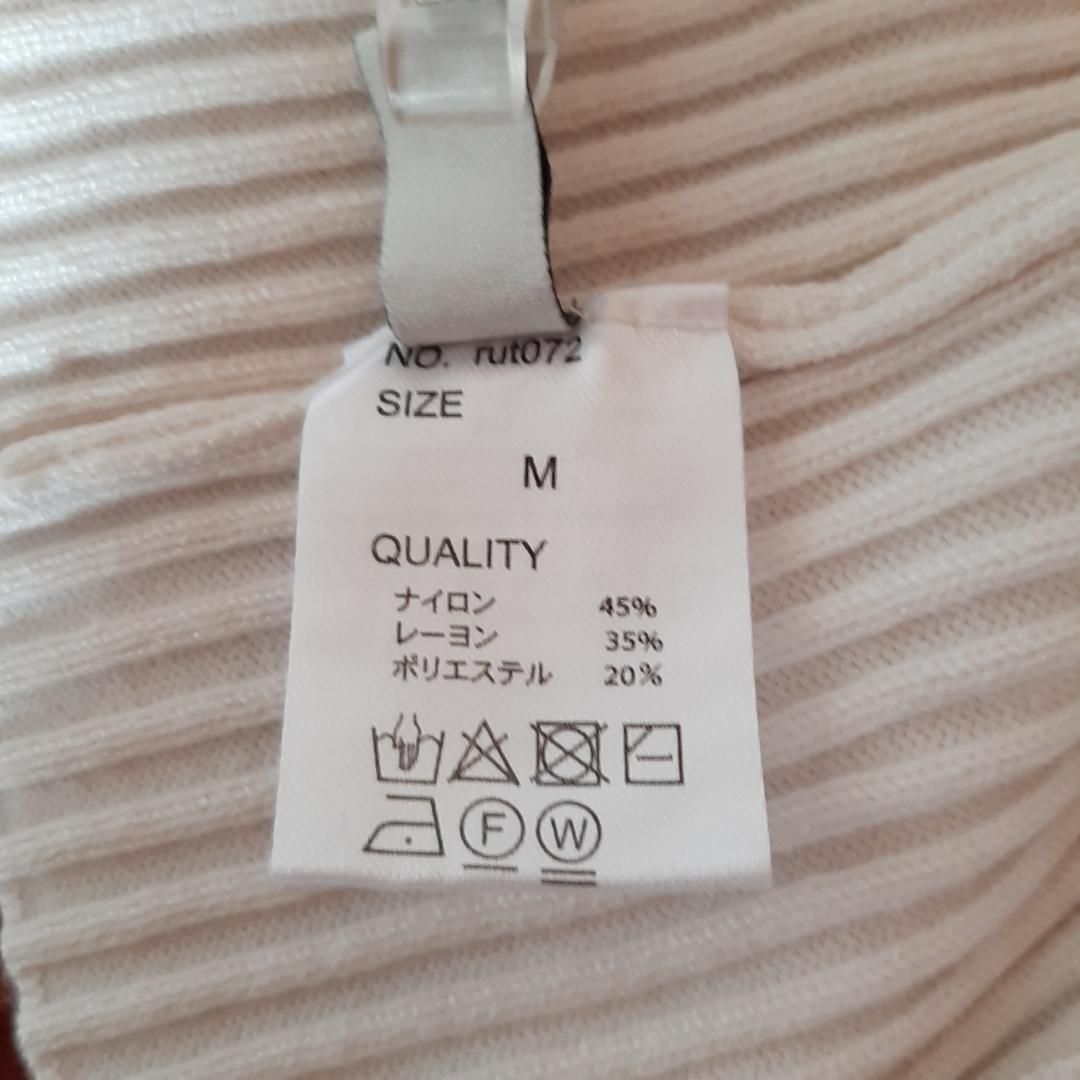 NO. rut072
SIZE
M
QUALITY
ナイロン 45%
レーヨン 35%
ポリエステル 20%
F W